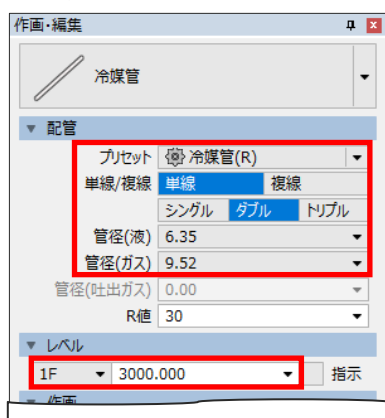 作画・編集
冷媒管
配管
プリセット 冷媒管(R)
単線/複線 単線 複線
シングル ダブル トリプル
管径(液) 6.35
管径(ガス) 9.52
管径(吐出ガス) 0.00
R値 30
レベル
1F 3000.000 指示
作画